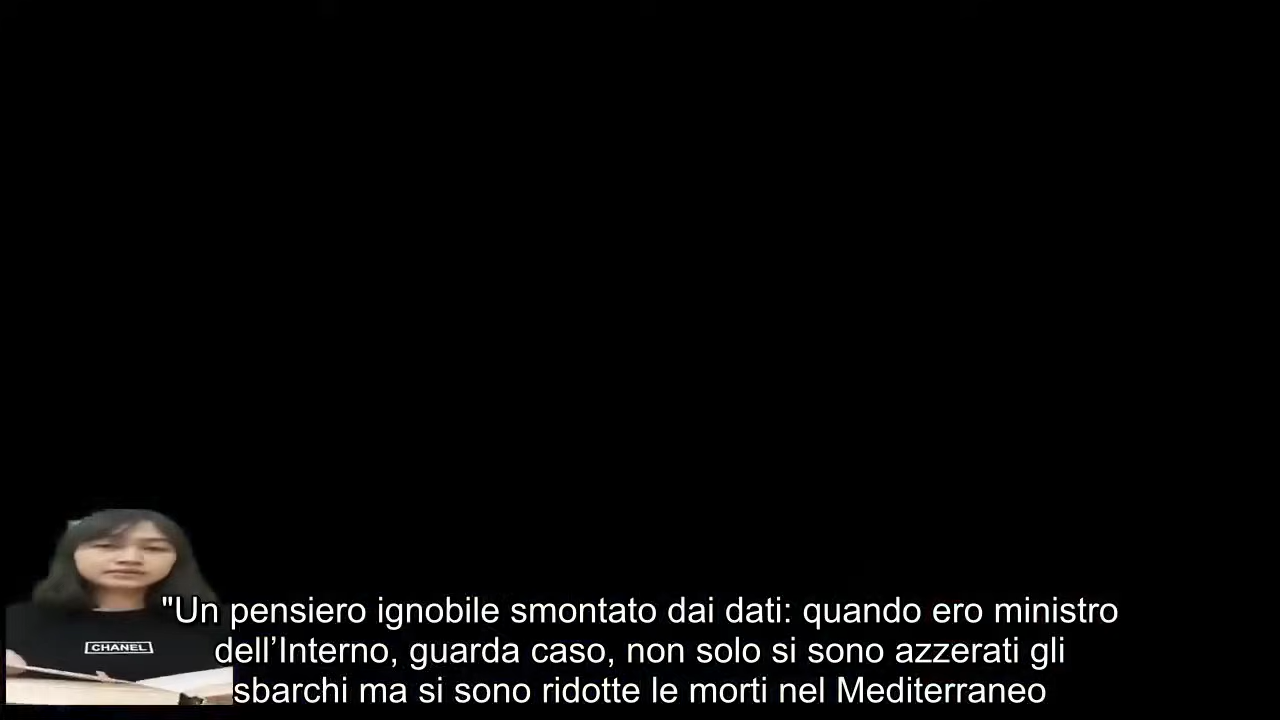 CHANEL
"Un pensiero ignobile smontato dai dati: quando ero ministro
dell’Interno, guarda caso, non solo si sono azzerati gli
sbarchi ma si sono ridotte le morti nel Mediterraneo